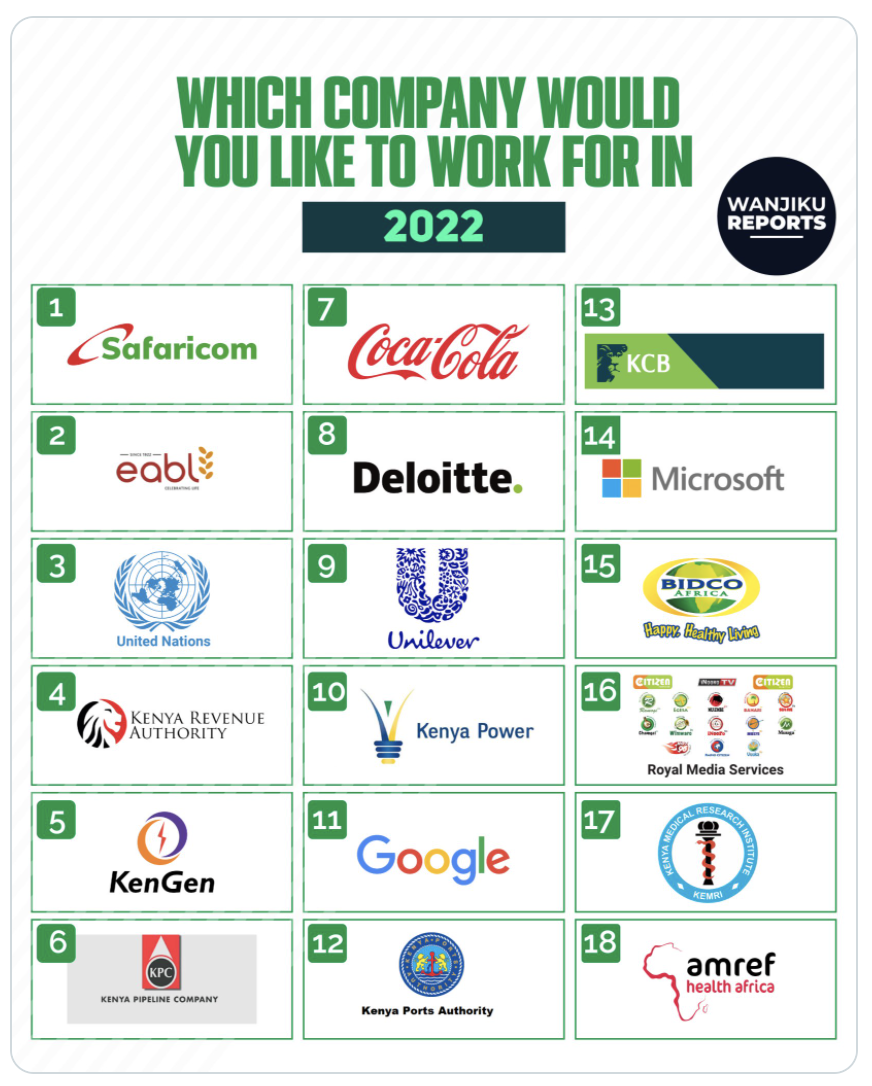 WHICH COMPANY WOULD
YOU LIKE TO WORK FOR IN
2022
WANJIKU
REPORTS
1
Safaricom
2
eabl
CELEBRATING LIFE
3
United Nations
4
KENYA REVENUE
AUTHORITY
5
KenGen
6
KPC
KENYA PIPELINE COMPANY
7
Coca-Cola
8
Deloitte.
9
Unilever
10
Kenya Power
11
Google
12
KENYA PORTS AUTHORITY
Kenya Ports Authority
13
KCB
14
Microsoft
15
BIDCO
AFRICA
Happy, Healthy Living
16
CITIZEN
TV
CITIZEN
Royal Media Services
17
KENYA MEDICAL RESEARCH INSTITUTE
KEMRI
18
amref
health africa